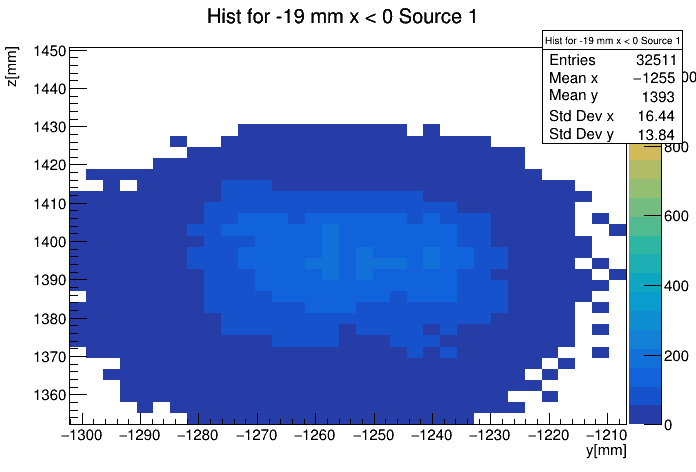 Hist for -19 mm x < 0 Source 1
Hist for -19 mm x < 0 Source 1
Entries 32511
Mean x −1255
Mean y 1393
Std Dev x 16.44
Std Dev y 13.84
z[mm]
1450
1440
1430
1420
1410
1400
1390
1380
1370
1360
−1300 −1290 −1280 −1270 −1260 −1250 −1240 −1230 −1220 −1210
y[mm]
800
600
400
200
0